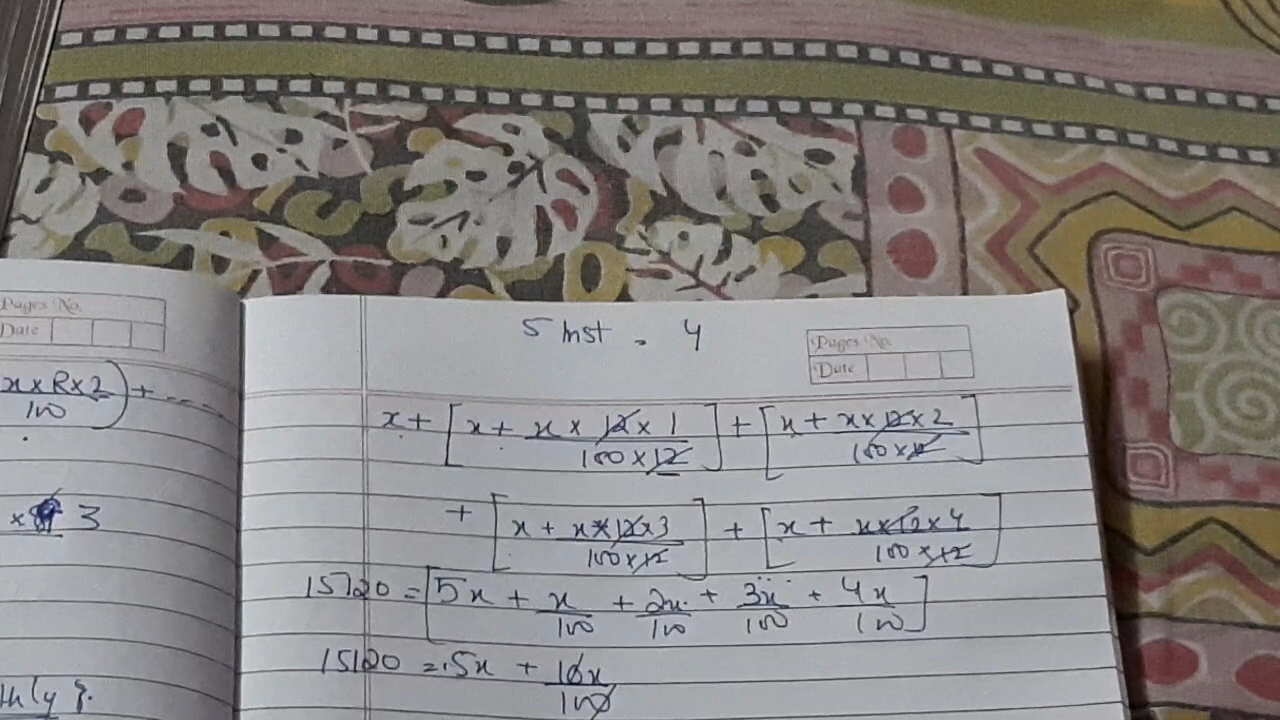 Pages No.
Date
x×R×2/100) + ----
× 3
thly }.
5 Inst. 4
Pages No.
Date
x + [x + x × 12 × 1/100 × 12] + [x + x × 12 × 2/100 × 12]
+ [x + x × 12 × 3/100 × 12] + [x + x × 12 × 4/100 × 12]
15120 = [5x + x/100 + 2x/100 + 3x/100 + 4x/100]
15120 = 5x + 10x/100